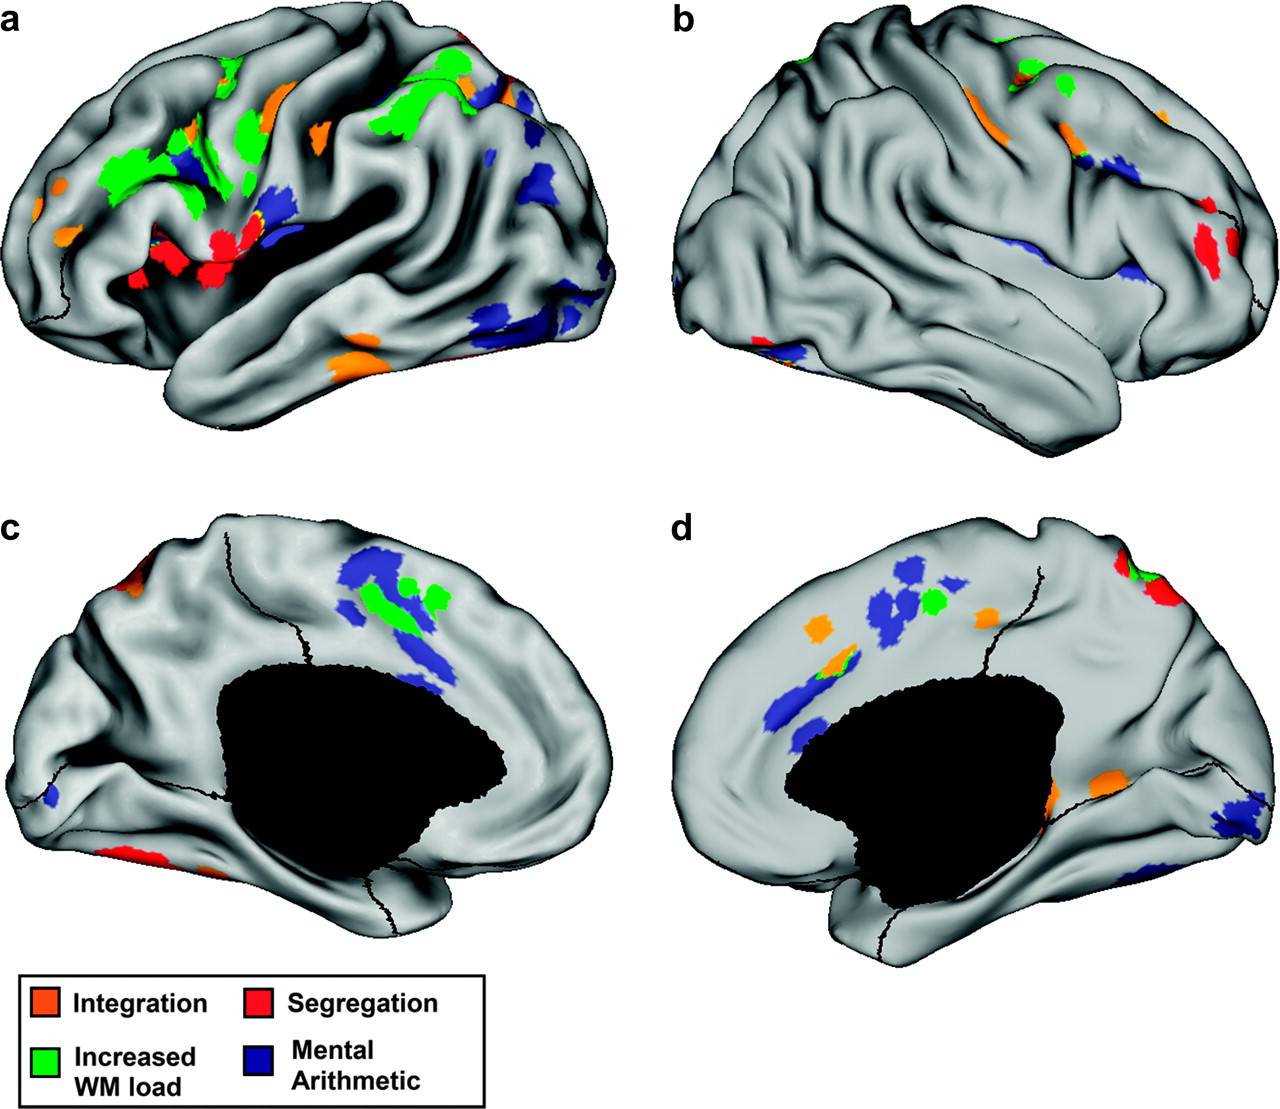 a
b
c
d
Integration
Segregation
Increased
WM load
Mental
Arithmetic